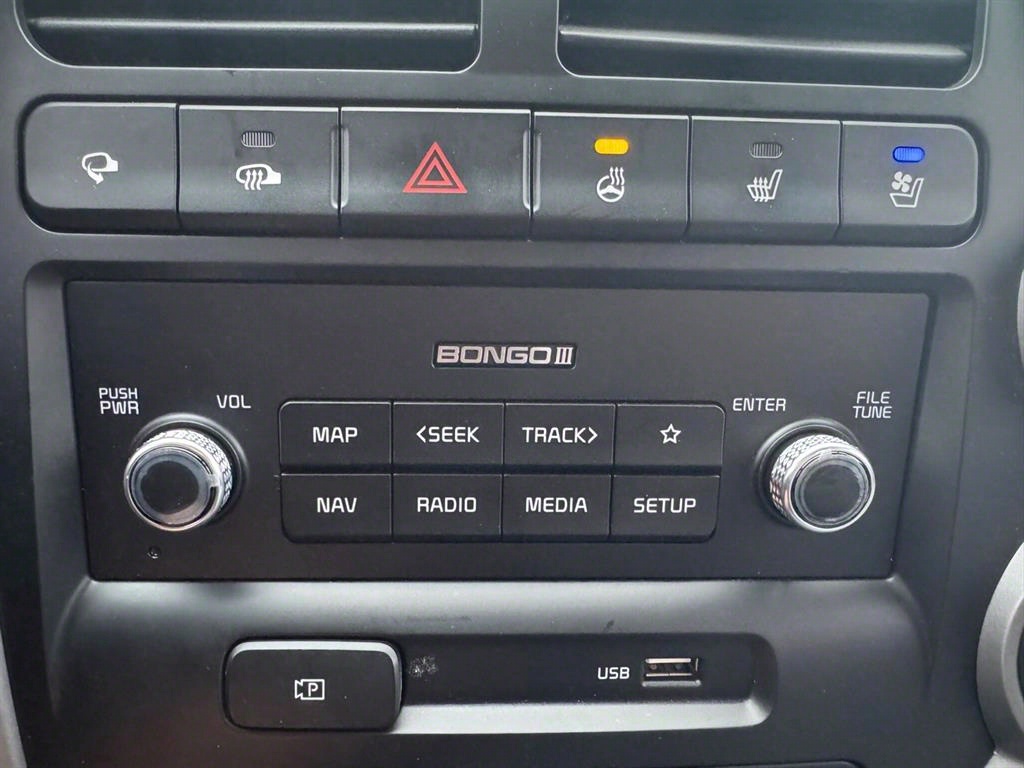 BONGO III
PUSH
PWR
VOL
MAP
<SEEK
TRACK>
ENTER
FILE
TUNE
NAV
RADIO
MEDIA
SETUP
P
USB